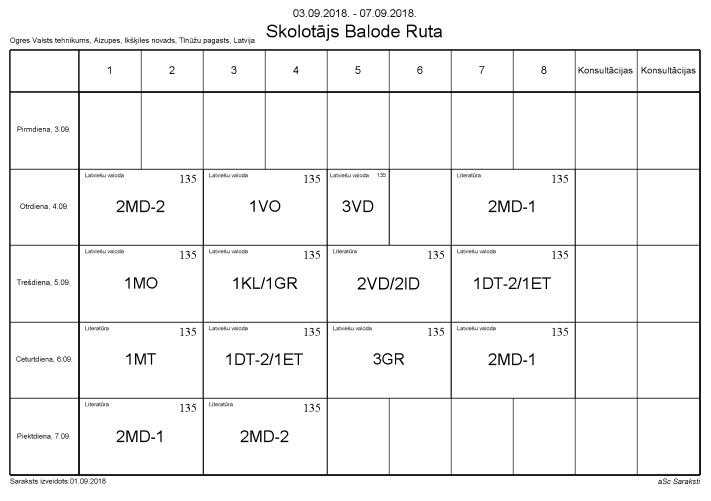 03.09.2018. - 07.09.2018.
Skolotājs Balode Ruta
Ogres Valsts tehnikums, Aizupes, Ikšķiles novads, Tīnūžu pagasts, Latvija
1 2 3 4 5 6 7 8 Konsultācijas Konsultācijas
Pirmdiena, 3.09.
Latviešu valoda 135 Latviešu valoda 135 Latviešu valoda 135 Literatūra 135
Otrdiena, 4.09. 2MD-2 1VO 3VD 2MD-1
Latviešu valoda 135 Latviešu valoda 135 Literatūra 135 Latviešu valoda 135
Trešdiena, 5.09. 1MO 1KL/1GR 2VD/2ID 1DT-2/1ET
Literatūra 135 Latviešu valoda 135 Latviešu valoda 135 Latviešu valoda 135
Ceturtdiena, 6.09. 1MT 1DT-2/1ET 3GR 2MD-1
Literatūra 135 Literatūra 135
Piektdiena, 7.09. 2MD-1 2MD-2
Saraksts izveidots:01.09.2018 aSc Saraksti